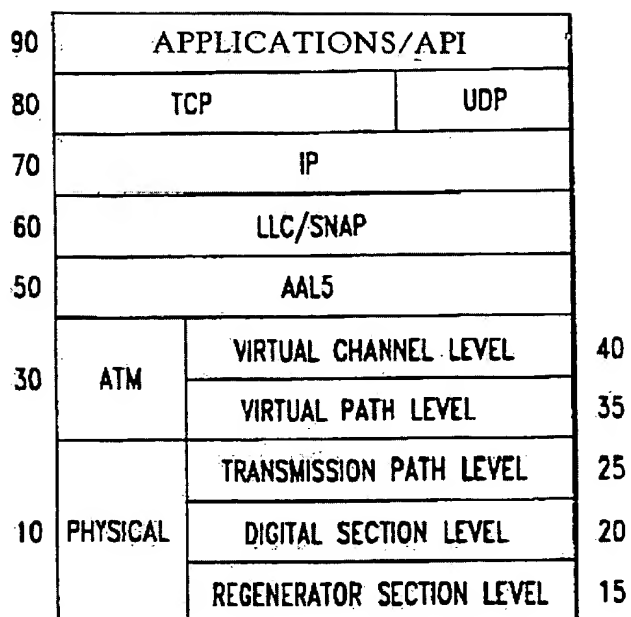 90 APPLICATIONS/API
80 TCP UDP
70 IP
60 LLC/SNAP
50 AAL5
VIRTUAL CHANNEL LEVEL 40
30 ATM
VIRTUAL PATH LEVEL 35
TRANSMISSION PATH LEVEL 25
10 PHYSICAL DIGITAL SECTION LEVEL 20
REGENERATOR SECTION LEVEL 15